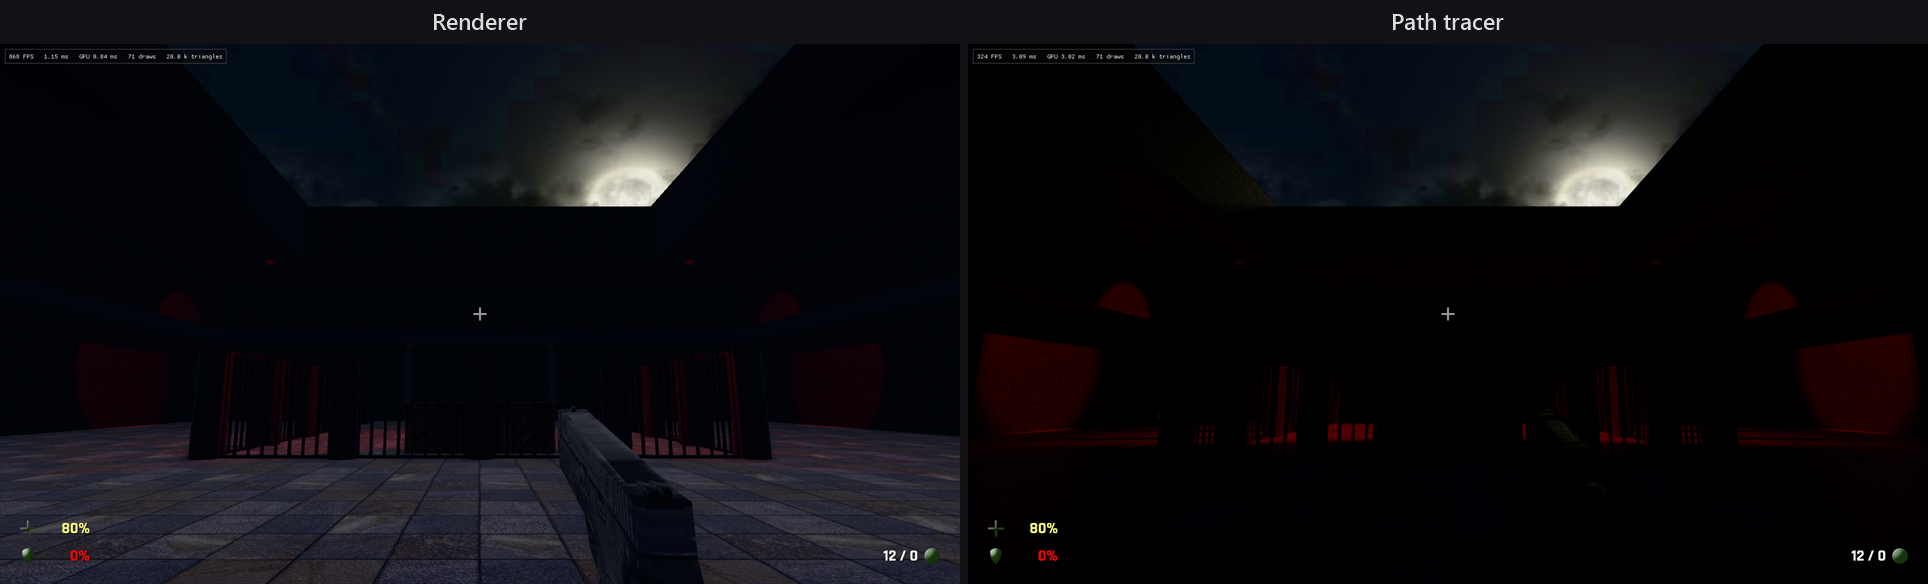 Renderer
Path tracer
868 FPS 1.15 ms GPU 0.84 ms 71 draws 20.0 k triangles
324 FPS 3.09 ms GPU 3.02 ms 71 draws 20.0 k triangles
80%
0%
12 / 0
80%
0%
12 / 0